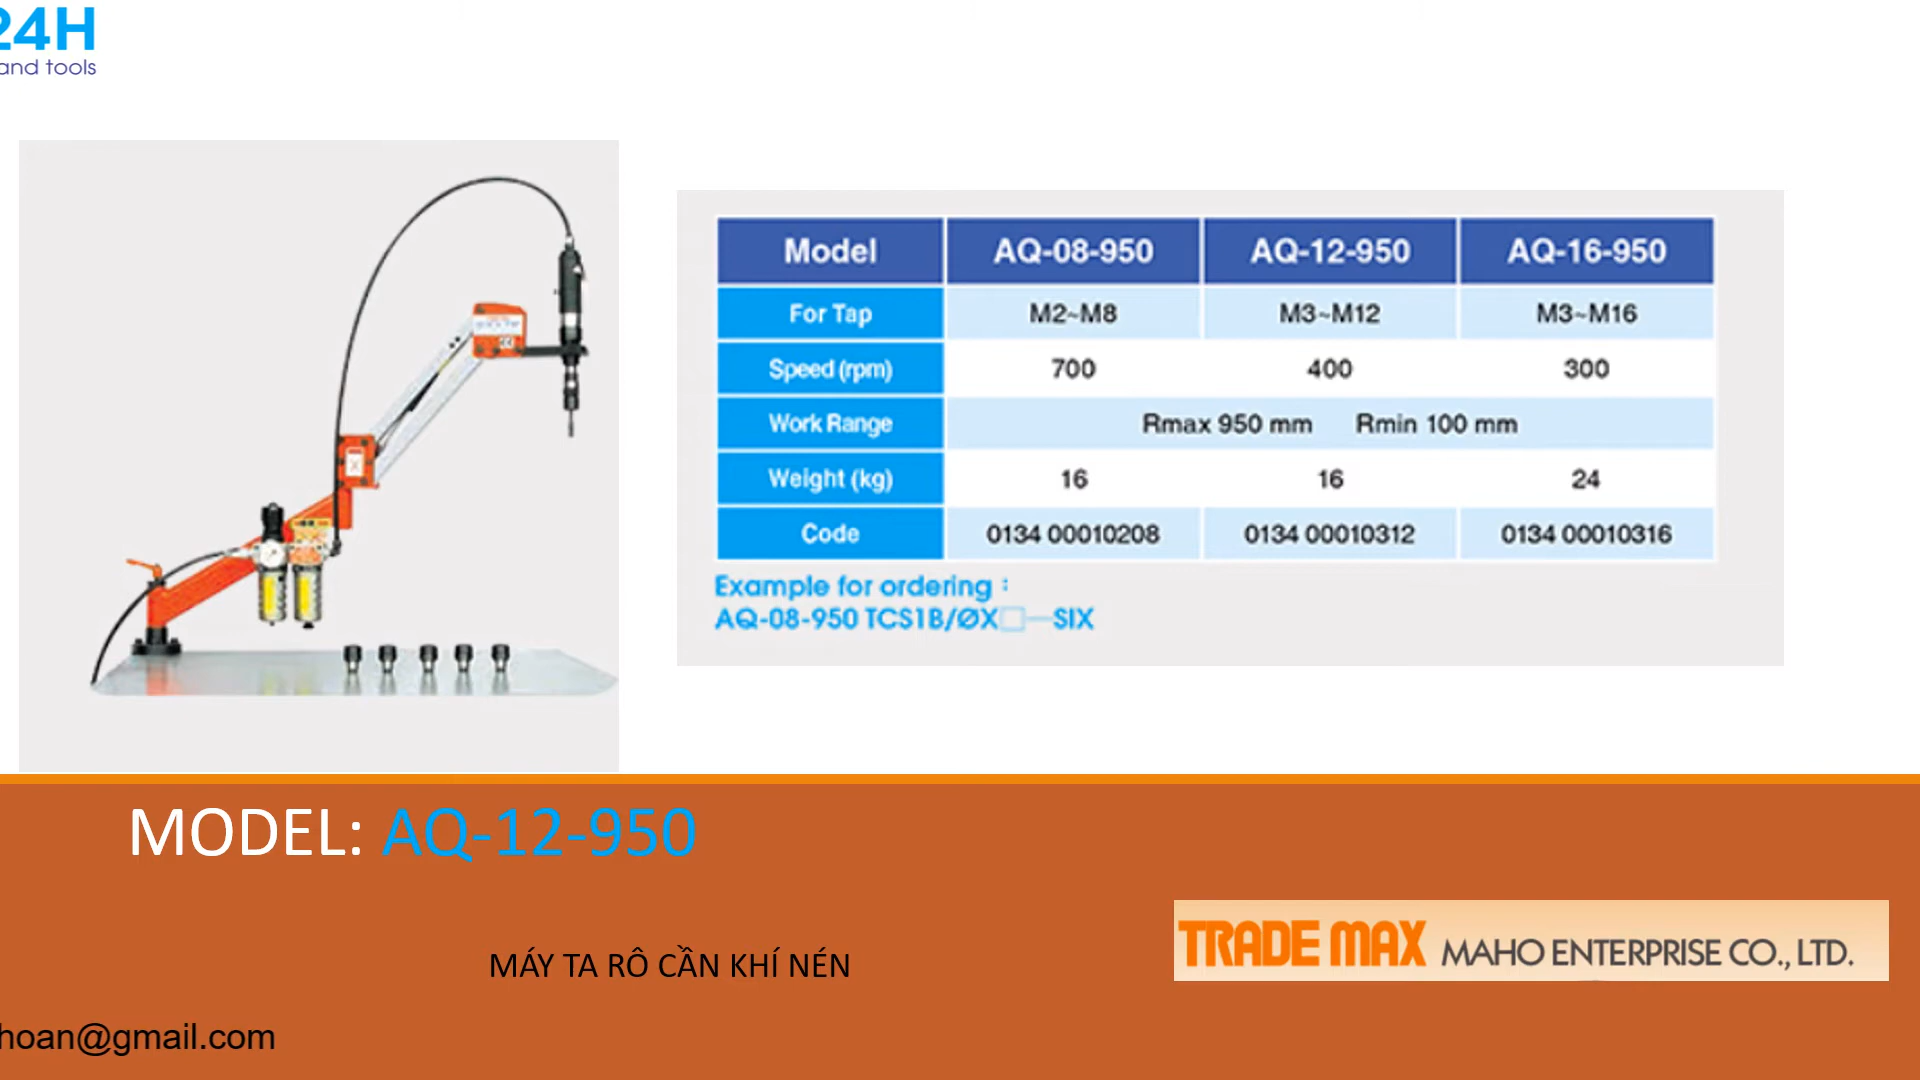 24H
and tools
Model AQ-08-950 AQ-12-950 AQ-16-950
For Tap M2~M8 M3~M12 M3~M16
Speed (rpm) 700 400 300
Work Range Rmax 950 mm Rmin 100 mm
Weight (kg) 16 16 24
Code 0134 00010208 0134 00010312 0134 00010316
Example for ordering :
AQ-08-950 TCS1B/ØX□—SIX
MODEL: AQ-12-950
MÁY TA RÔ CẦN KHÍ NÉN
TRADE MAX MAHO ENTERPRISE CO., LTD.
hoan@gmail.com